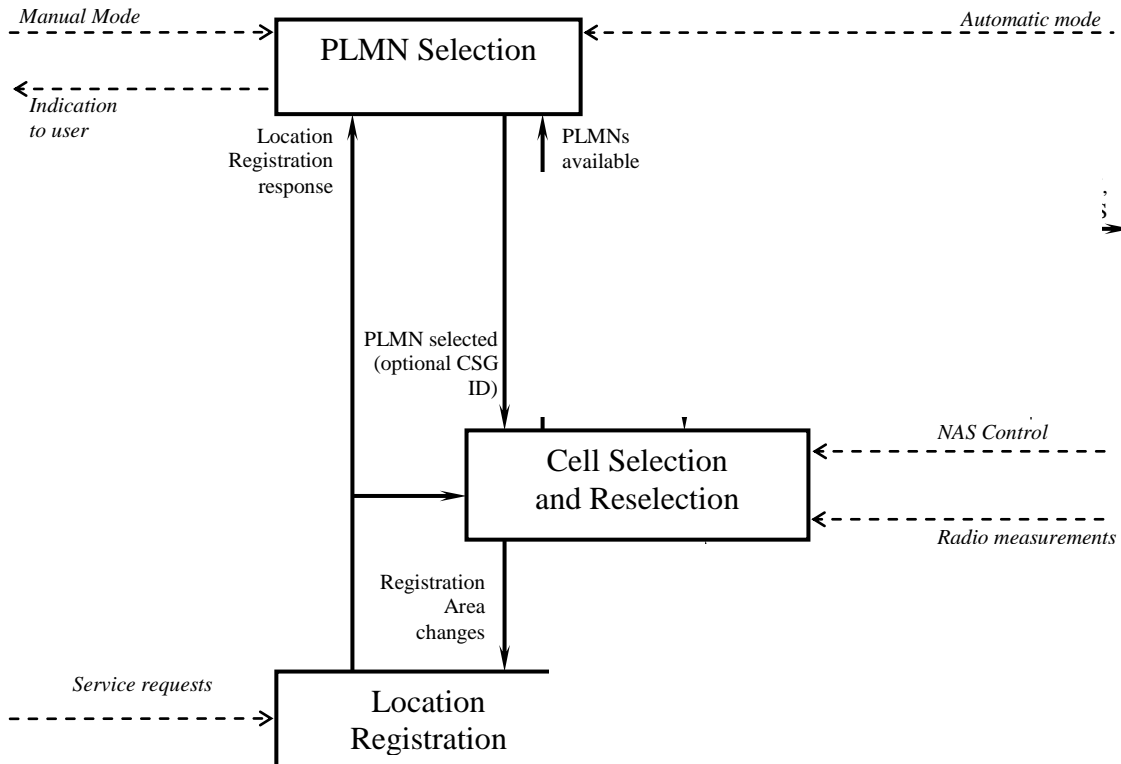 Manual Mode
Automatic mode
PLMN Selection
Indication
to user
Location
Registration
response
PLMNs
available
PLMN selected
(optional CSG
ID)
NAS Control
Cell Selection
and Reselection
Radio measurements
Registration
Area
changes
Service requests
Location
Registration